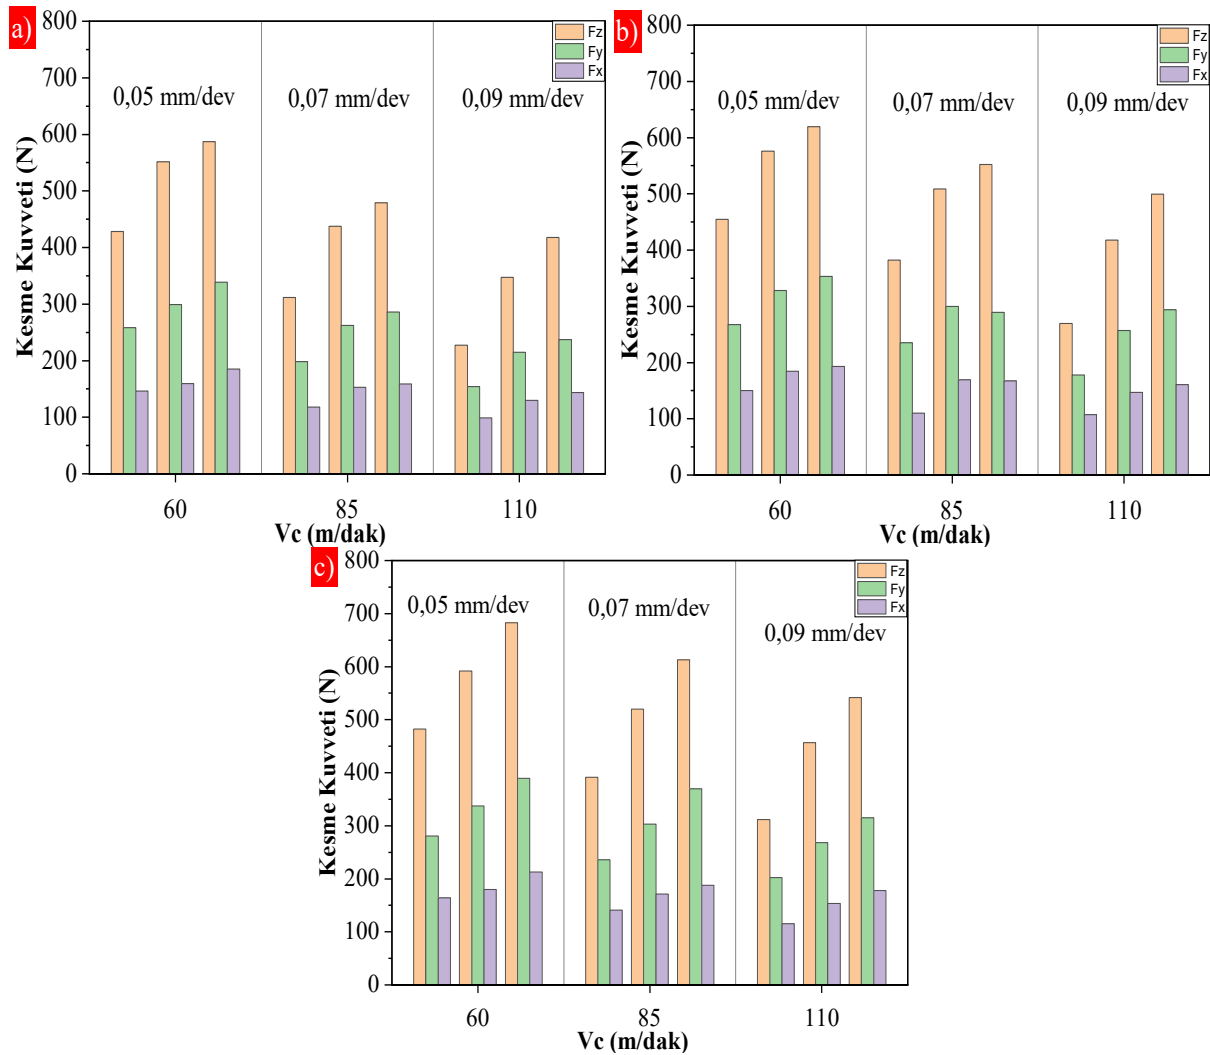 a)
800
700
600
500
400
300
200
100
0
Kesme Kuvveti (N)
Fz
Fy
Fx
0,05 mm/dev
0,07 mm/dev
0,09 mm/dev
60
85
110
Vc (m/dak)
b)
800
700
600
500
400
300
200
100
0
Kesme Kuvveti (N)
Fz
Fy
Fx
0,05 mm/dev
0,07 mm/dev
0,09 mm/dev
60
85
110
Vc (m/dak)
c)
800
700
600
500
400
300
200
100
0
Kesme Kuvveti (N)
Fz
Fy
Fx
0,05 mm/dev
0,07 mm/dev
0,09 mm/dev
60
85
110
Vc (m/dak)